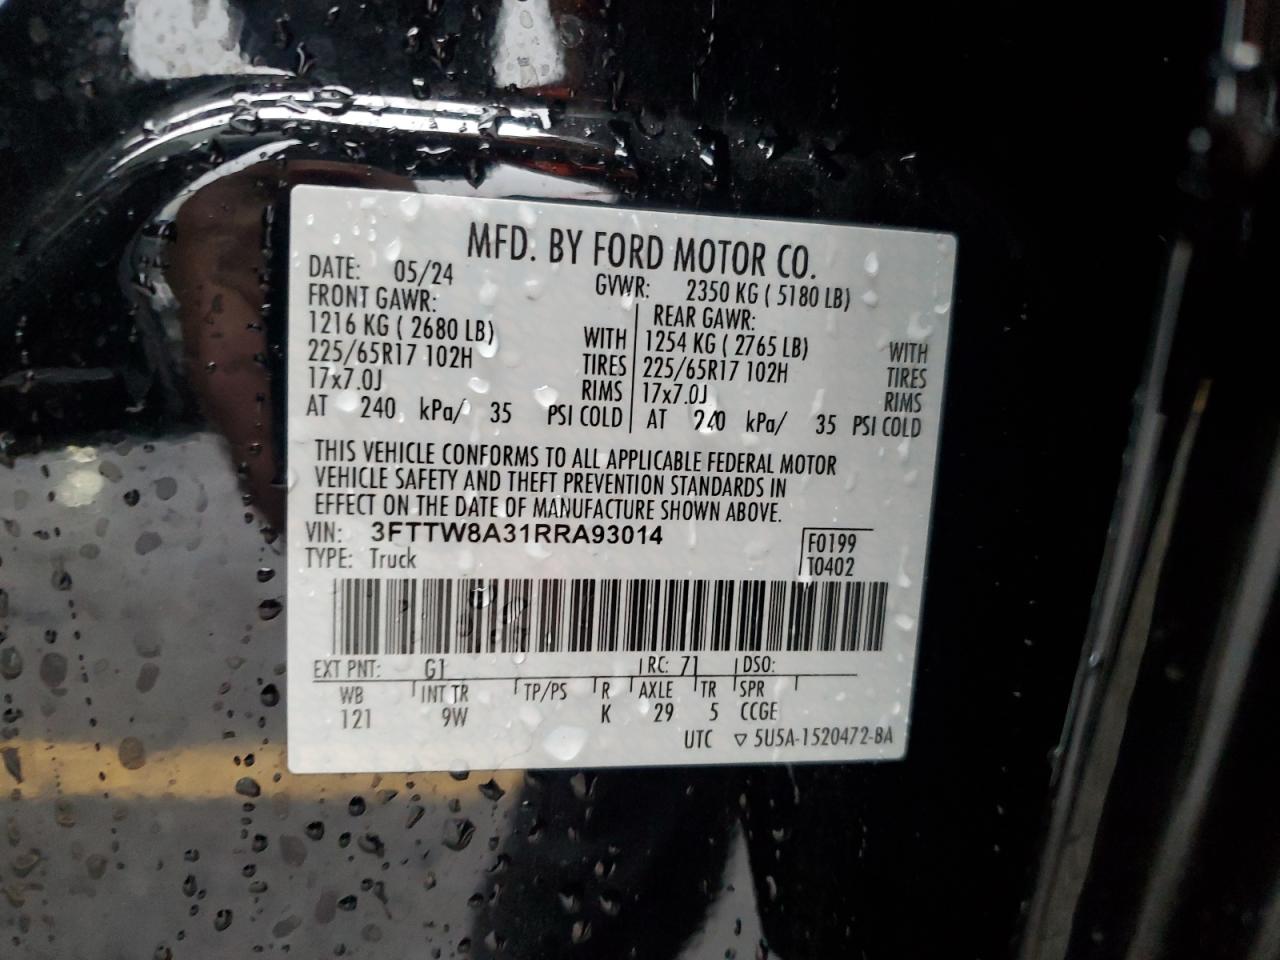 MFD. BY FORD MOTOR CO.
DATE: 05/24 GVWR: 2350 KG ( 5180 LB)
FRONT GAWR: REAR GAWR:
1216 KG ( 2680 LB) WITH 1254 KG ( 2765 LB) WITH
225/65R17 102H TIRES 225/65R17 102H TIRES
17x7.0J RIMS 17x7.0J RIMS
AT 240 kPa/ 35 PSI COLD AT 240 kPa/ 35 PSI COLD
THIS VEHICLE CONFORMS TO ALL APPLICABLE FEDERAL MOTOR
VEHICLE SAFETY AND THEFT PREVENTION STANDARDS IN
EFFECT ON THE DATE OF MANUFACTURE SHOWN ABOVE.
VIN: 3FTTW8A31RRA93014 F0199
TYPE: Truck T0402
EXT PNT: G1 RC: 71 DSO:
WB INT TR TP/PS R AXLE TR SPR
121 9W K 29 5 CCGE
UTC ▽ 5U5A-1520472-BA